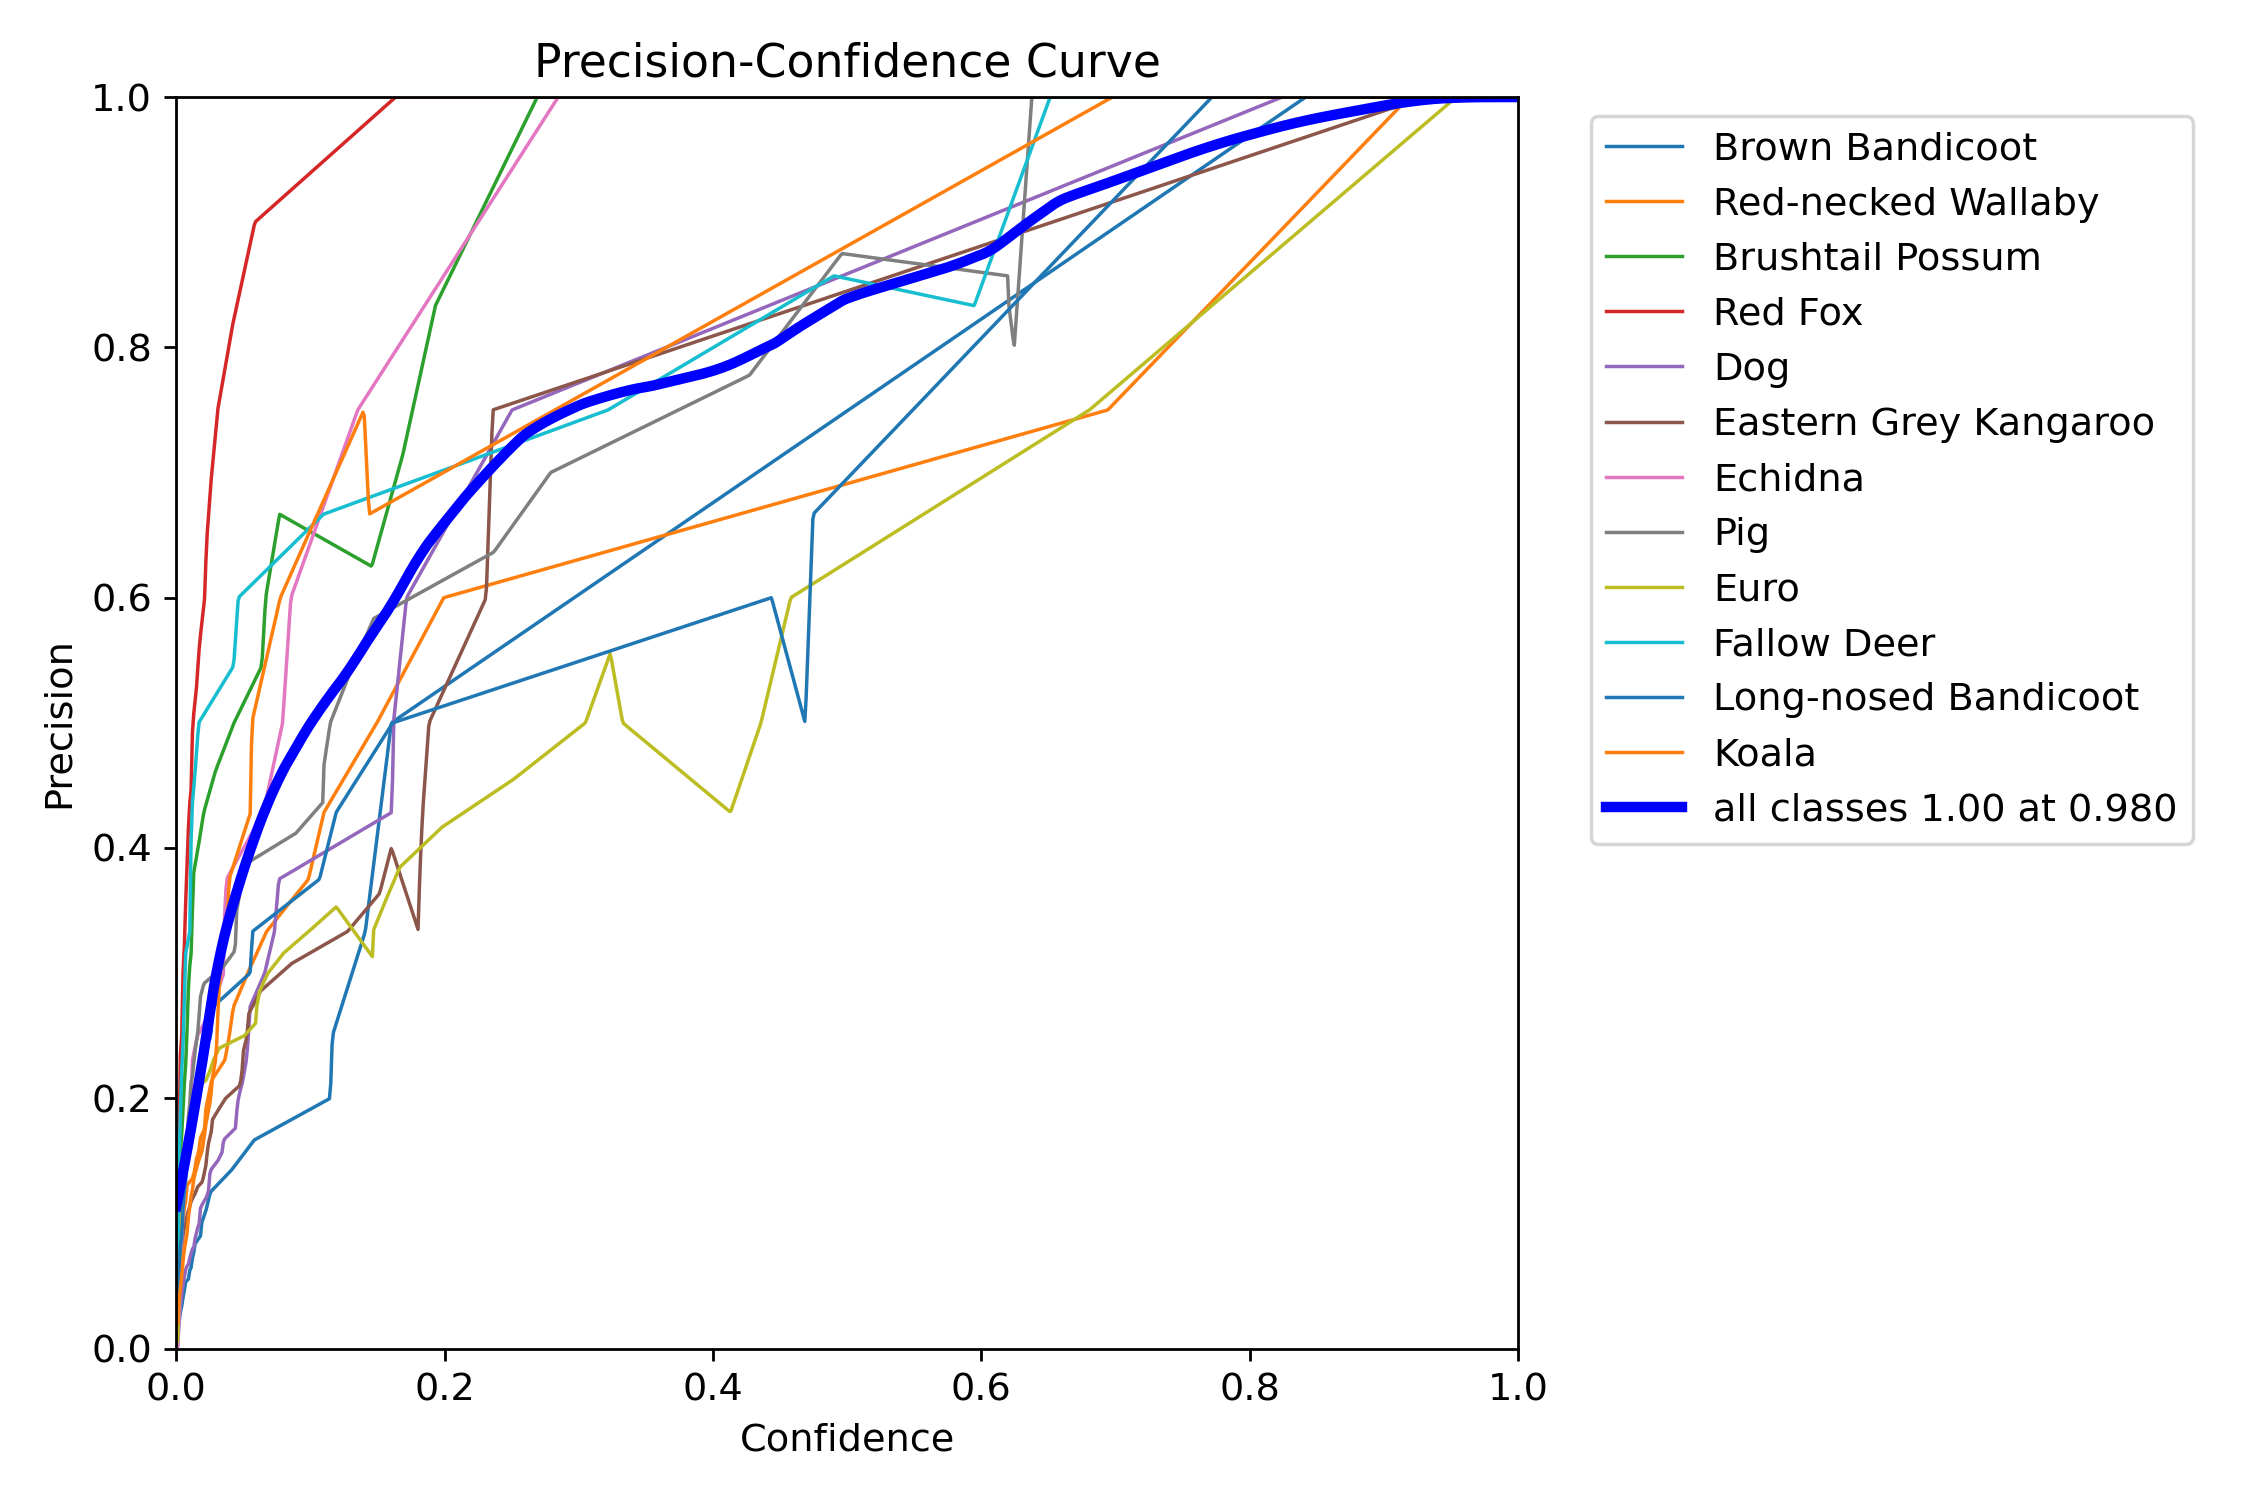 Precision-Confidence Curve
1.0
0.8
0.6
0.4
0.2
0.0
Precision
0.0 0.2 0.4 0.6 0.8 1.0
Confidence
Brown Bandicoot
Red-necked Wallaby
Brushtail Possum
Red Fox
Dog
Eastern Grey Kangaroo
Echidna
Pig
Euro
Fallow Deer
Long-nosed Bandicoot
Koala
all classes 1.00 at 0.980